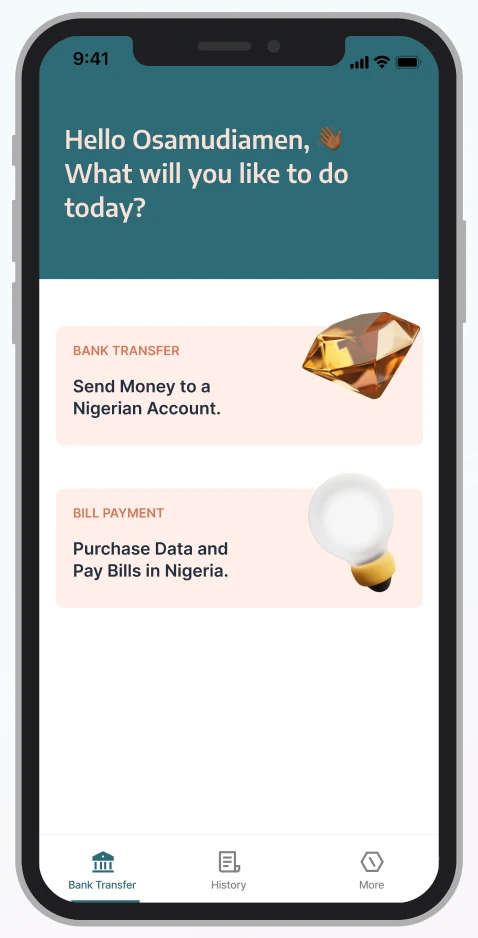 9:41
Hello Osamudiamen, 👋🏾
What will you like to do
today?
BANK TRANSFER
Send Money to a
Nigerian Account.
BILL PAYMENT
Purchase Data and
Pay Bills in Nigeria.
Bank Transfer
History
More